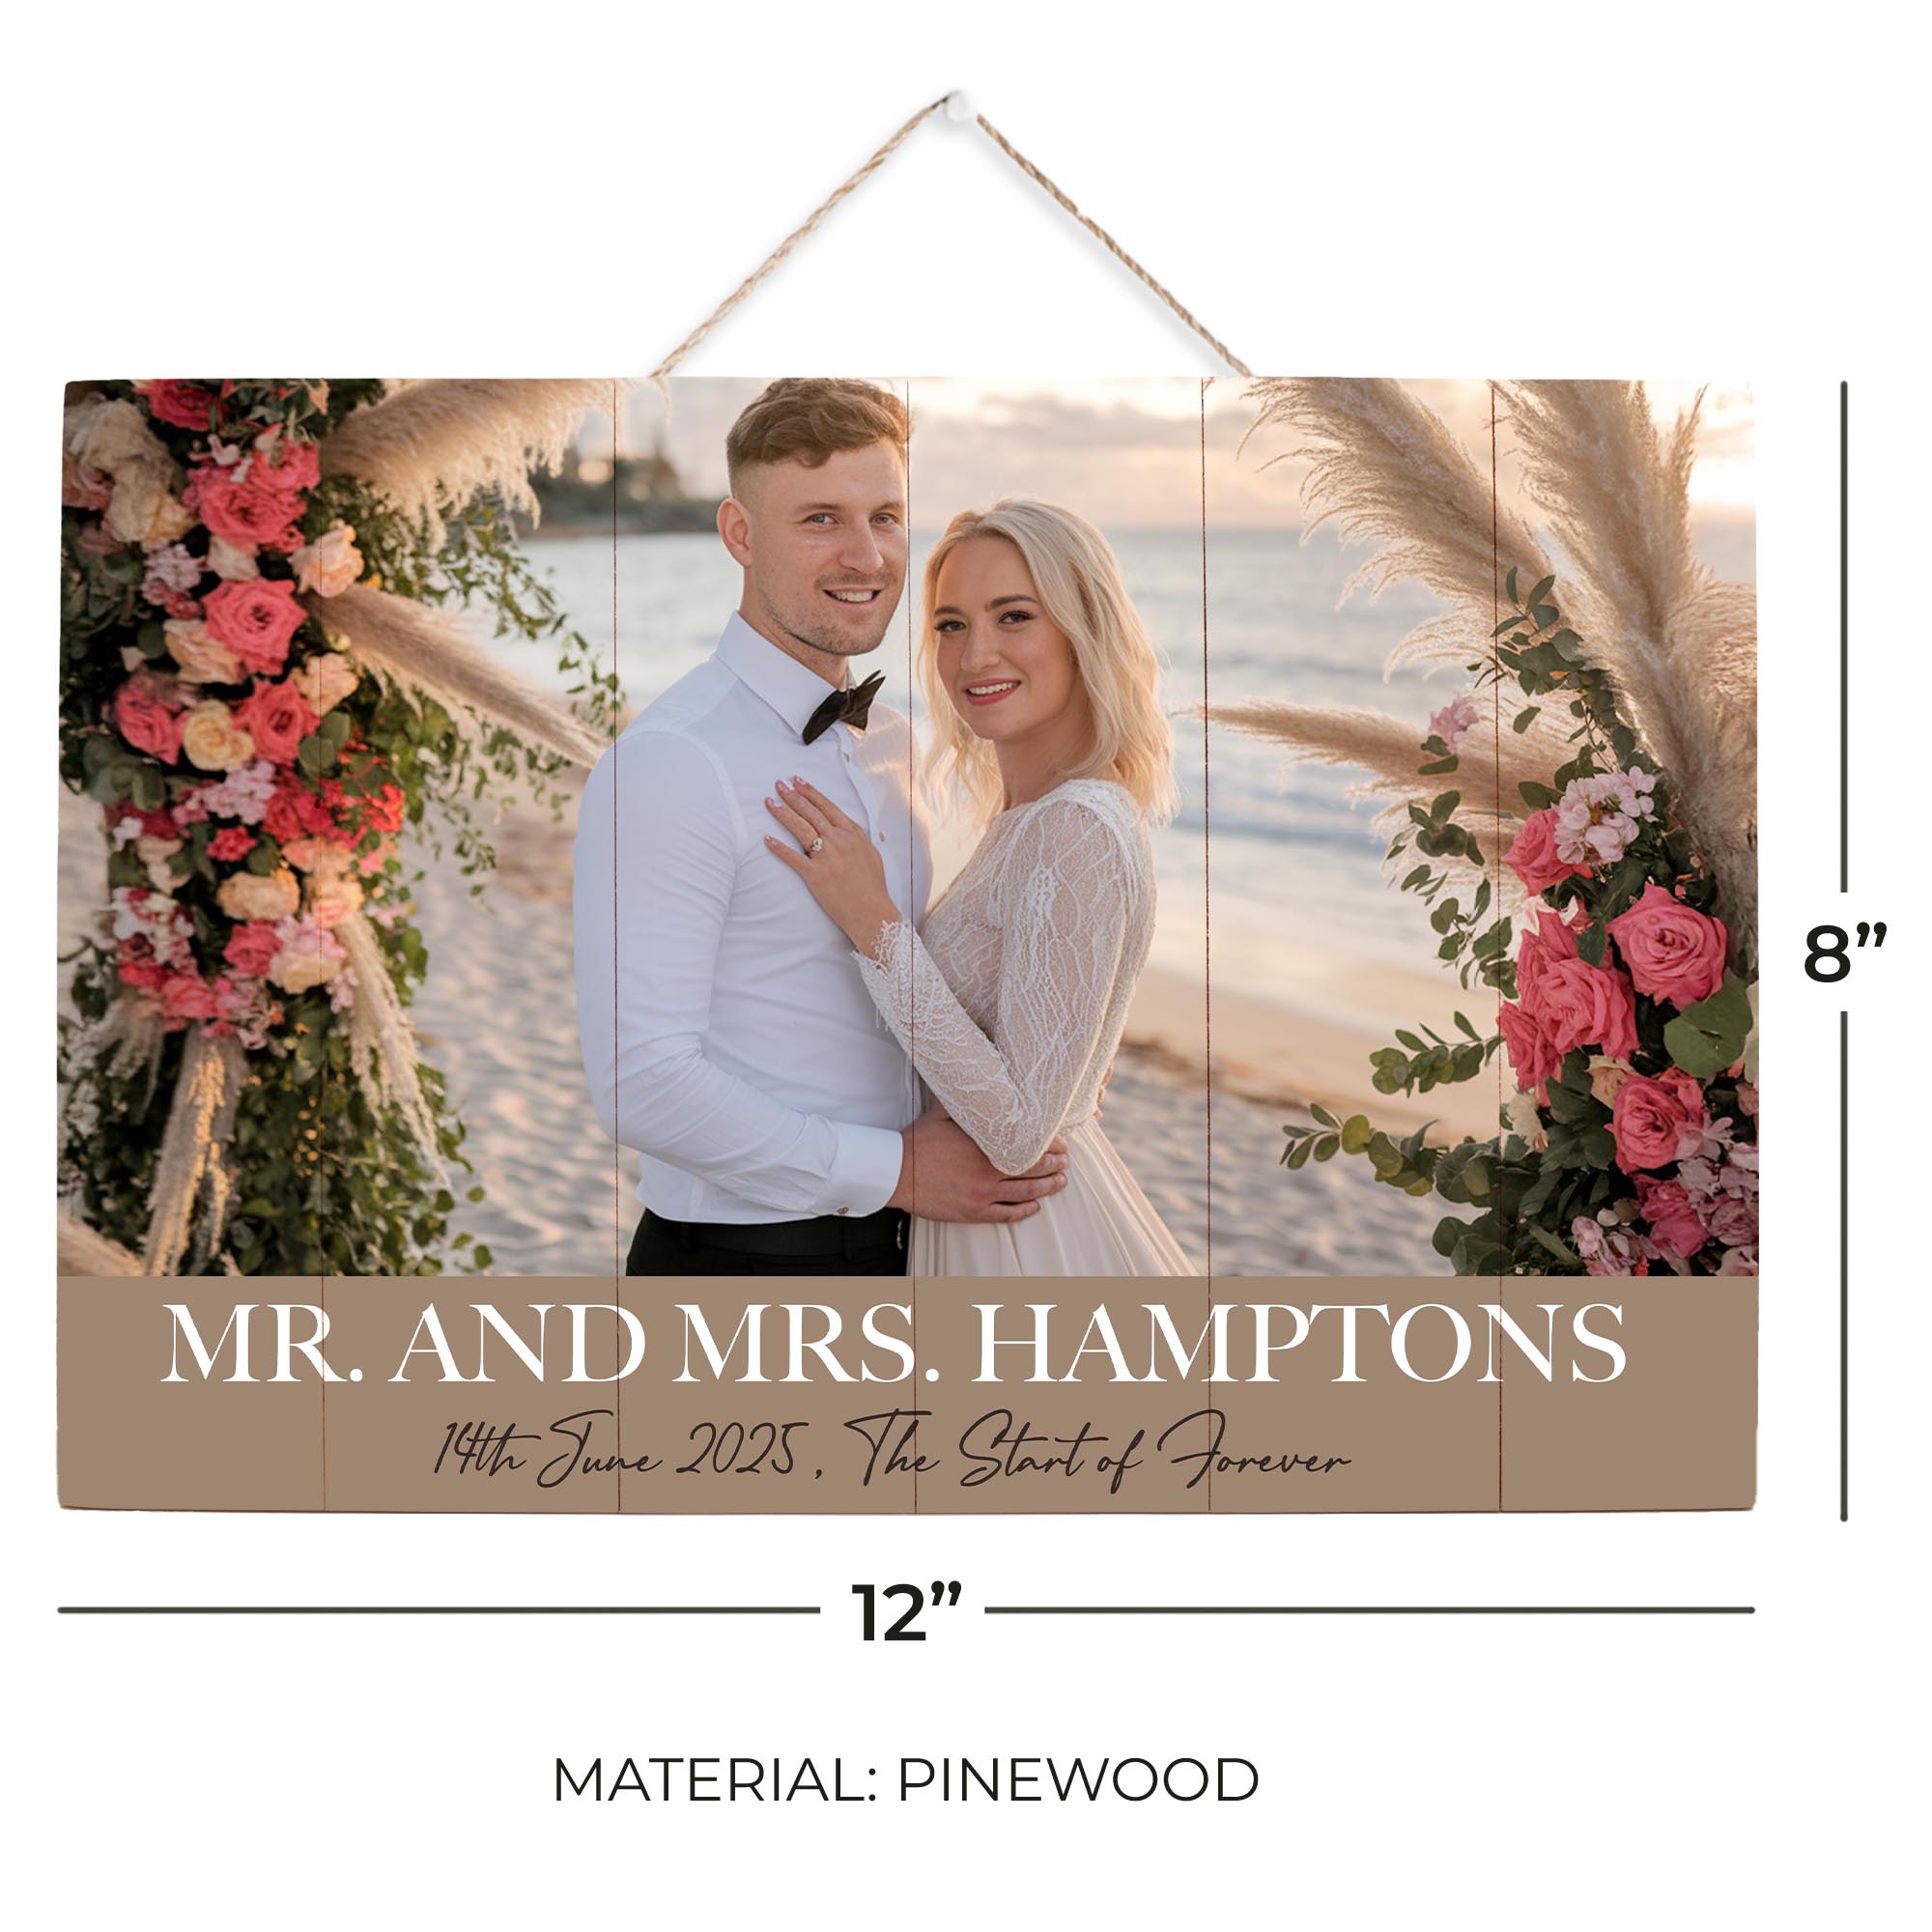 MR. AND MRS. HAMPTONS
14th June 2025, The Start of Forever
8”
12”
MATERIAL: PINEWOOD